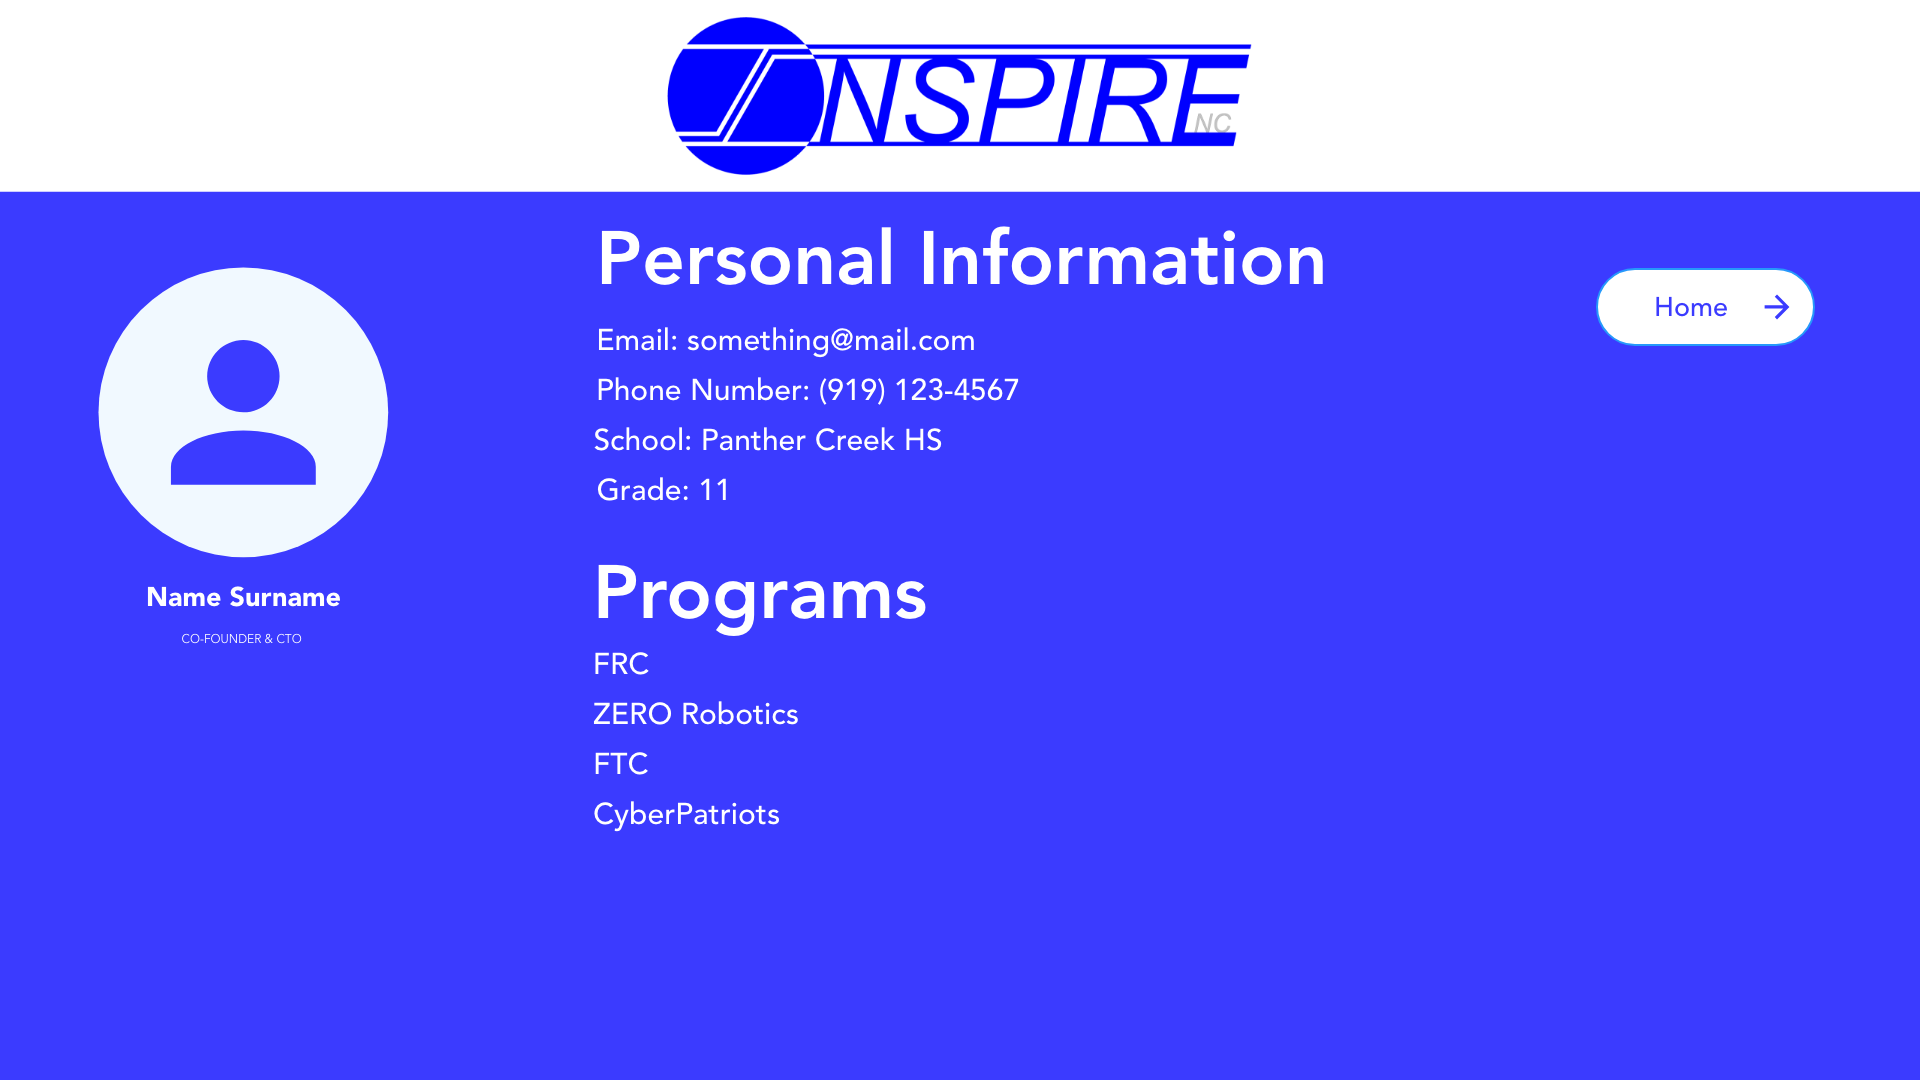 INSPIRE
NC
Personal Information
Home
Email: something@mail.com
Phone Number: (919) 123-4567
School: Panther Creek HS
Grade: 11
Name Surname
CO-FOUNDER & CTO
Programs
FRC
ZERO Robotics
FTC
CyberPatriots